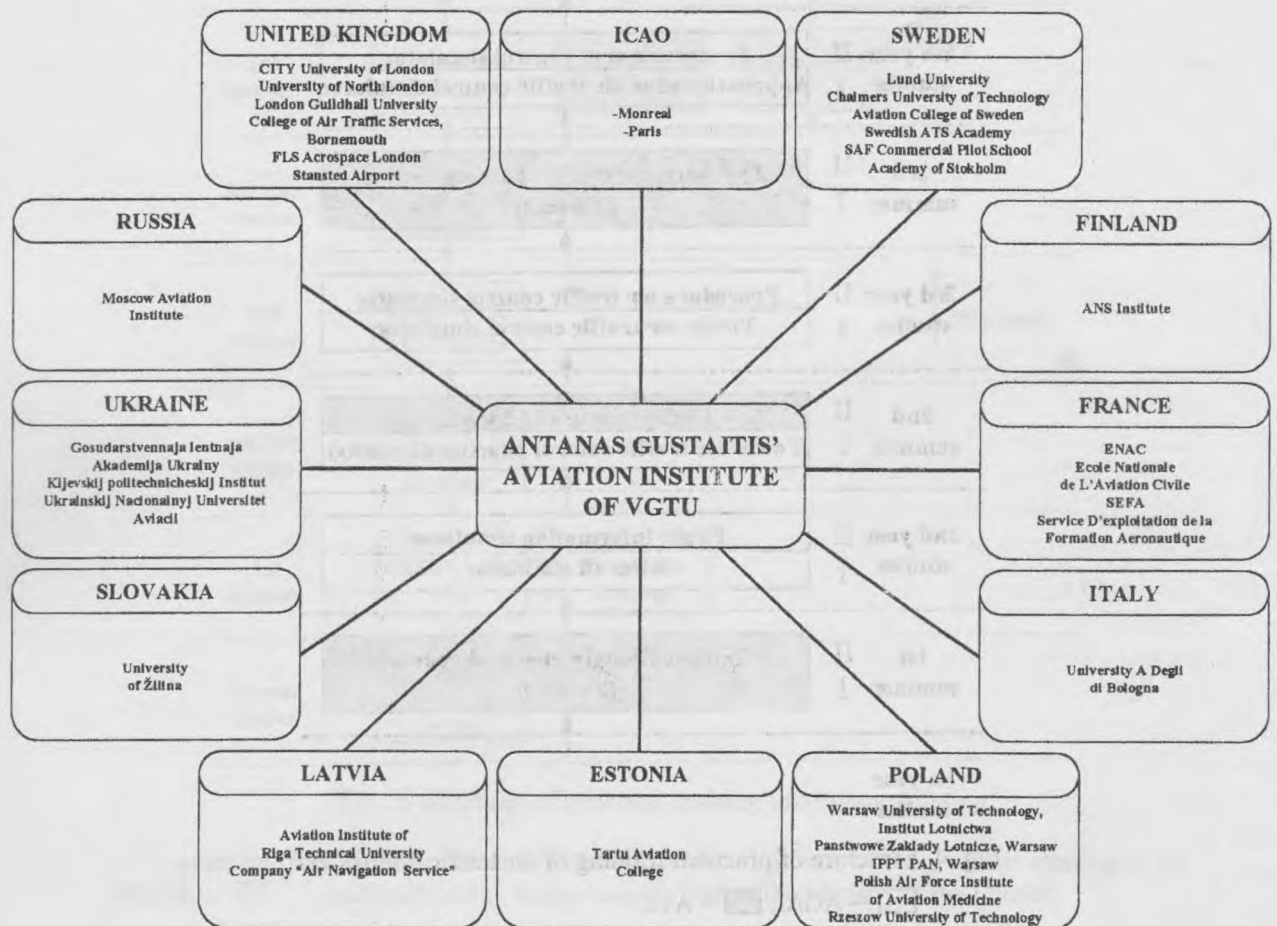 UNITED KINGDOM
CITY University of London
University of North London
London Guildhall University
College of Air Traffic Services,
Bornemouth
FLS Acrospace London
Stansted Airport
ICAO
-Monreal
-Paris
SWEDEN
Lund University
Chalmers University of Technology
Aviation College of Sweden
Swedish ATS Academy
SAF Commercial Pilot School
Academy of Stokholm
RUSSIA
Moscow Aviation
Institute
FINLAND
ANS Institute
UKRAINE
Gosudarstvennaja lentnaja
Akademija Ukrainy
Kijevskij politechnicheskij Institut
Ukrainskij Nacionainyj Universitet
Aviacii
ANTANAS GUSTAITIS'
AVIATION INSTITUTE
OF VGTU
FRANCE
ENAC
Ecole Nationale
de L'Aviation Civile
SEFA
Service D'exploitation de la
Formation Aeronautique
SLOVAKIA
University
of Žilina
ITALY
University A Degli
di Bologna
LATVIA
Aviation Institute of
Riga Technical University
Company "Air Navigation Service"
ESTONIA
Tartu Aviation
College
POLAND
Warsaw University of Technology,
Institut Lotnictwa
Panstwowe Zaklady Lotnicze, Warsaw
IPPT PAN, Warsaw
Polish Air Force Institute
of Aviation Medicine
Rzeszow University of Technology